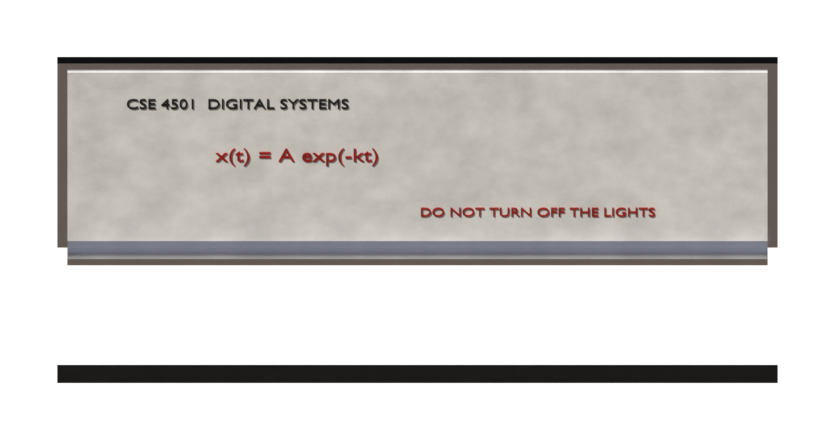 CSE 4501 DIGITAL SYSTEMS
x(t) = A exp(-kt)
DO NOT TURN OFF THE LIGHTS